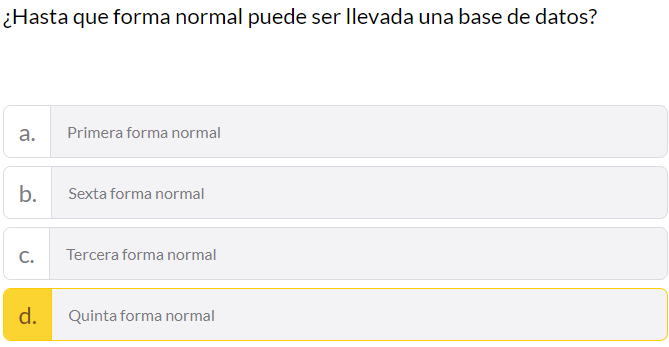 ¿Hasta que forma normal puede ser llevada una base de datos?
a. Primera forma normal
b. Sexta forma normal
c. Tercera forma normal
d. Quinta forma normal